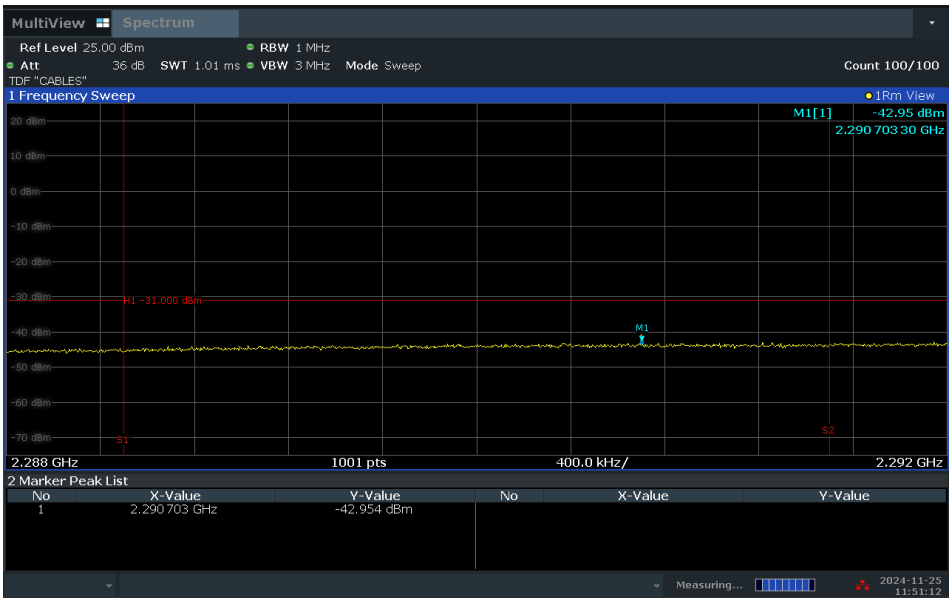 MultiView Spectrum
Ref Level 25.00 dBm RBW 1 MHz
Att 36 dB SWT 1.01 ms VBW 3 MHz Mode Sweep Count 100/100
TDF "CABLES"
1 Frequency Sweep 1Rm View
M1[1] -42.95 dBm
2.290 703 30 GHz
20 dBm
10 dBm
0 dBm
-10 dBm
-20 dBm
-30 dBm
H1 -31.000 dBm
M1
-40 dBm
-50 dBm
-60 dBm
-70 dBm
S1
S2
2.288 GHz 1001 pts 400.0 kHz/ 2.292 GHz
2 Marker Peak List
No X-Value Y-Value No X-Value Y-Value
1 2.290 703 GHz -42.954 dBm
Measuring... 2024-11-25
11:51:12